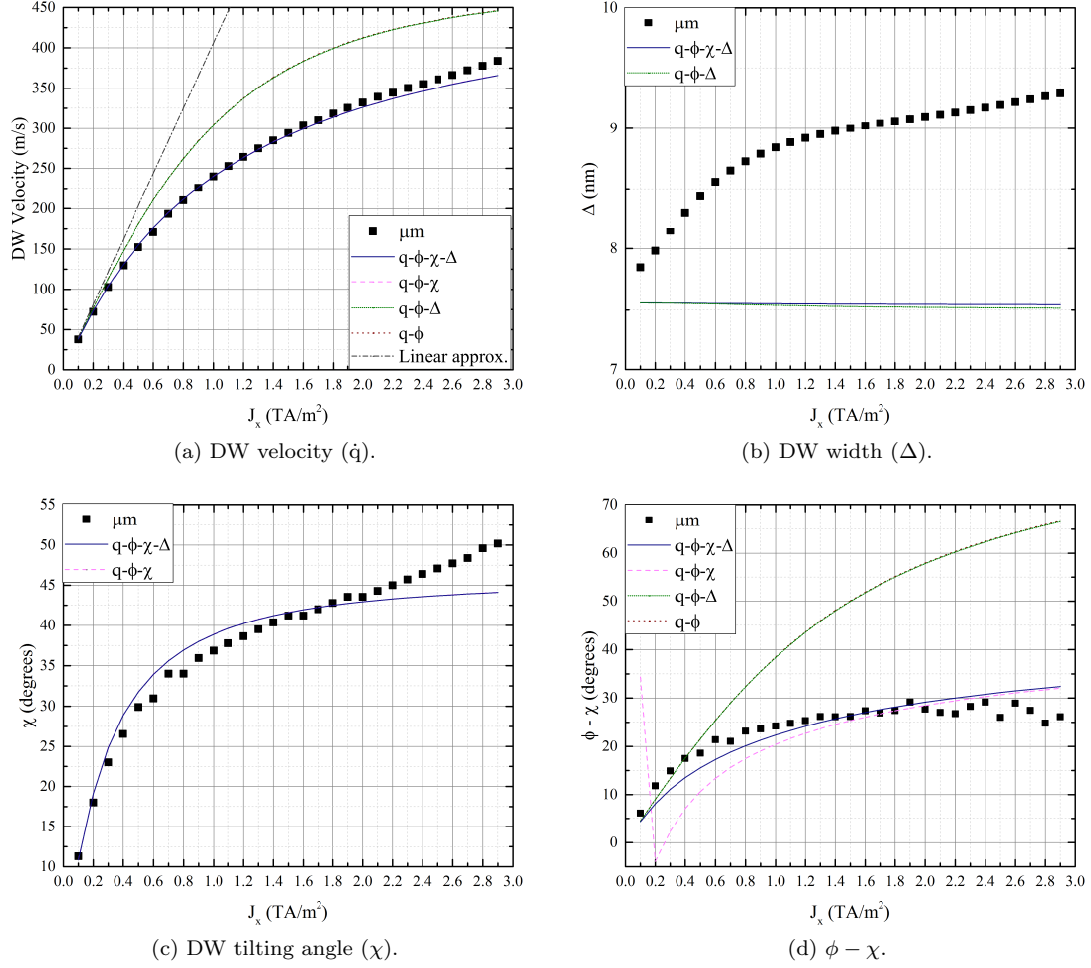 450
400
350
300
250
200
150
100
50
0
DW Velocity (m/s)
μm
q-ϕ-χ-Δ
q-ϕ-χ
q-ϕ-Δ
q-ϕ
Linear approx.
0.0 0.2 0.4 0.6 0.8 1.0 1.2 1.4 1.6 1.8 2.0 2.2 2.4 2.6 2.8 3.0
Jx (TA/m²)
(a) DW velocity (q̇).
10
9
8
7
Δ (nm)
μm
q-ϕ-χ-Δ
q-ϕ-Δ
0.0 0.2 0.4 0.6 0.8 1.0 1.2 1.4 1.6 1.8 2.0 2.2 2.4 2.6 2.8 3.0
Jx (TA/m²)
(b) DW width (Δ).
55
50
45
40
35
30
25
20
15
10
χ (degrees)
μm
q-ϕ-χ-Δ
q-ϕ-χ
0.0 0.2 0.4 0.6 0.8 1.0 1.2 1.4 1.6 1.8 2.0 2.2 2.4 2.6 2.8 3.0
Jx (TA/m²)
(c) DW tilting angle (χ).
70
60
50
40
30
20
10
0
ϕ - χ (degrees)
μm
q-ϕ-χ-Δ
q-ϕ-χ
q-ϕ-Δ
q-ϕ
0.0 0.2 0.4 0.6 0.8 1.0 1.2 1.4 1.6 1.8 2.0 2.2 2.4 2.6 2.8 3.0
Jx (TA/m²)
(d) ϕ − χ.